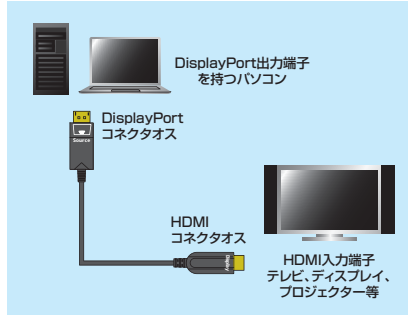 DisplayPort出力端子
を持つパソコン
DisplayPort
コネクタオス
Source
HDMI
コネクタオス
Display
HDMI入力端子
テレビ、ディスプレイ、
プロジェクター等